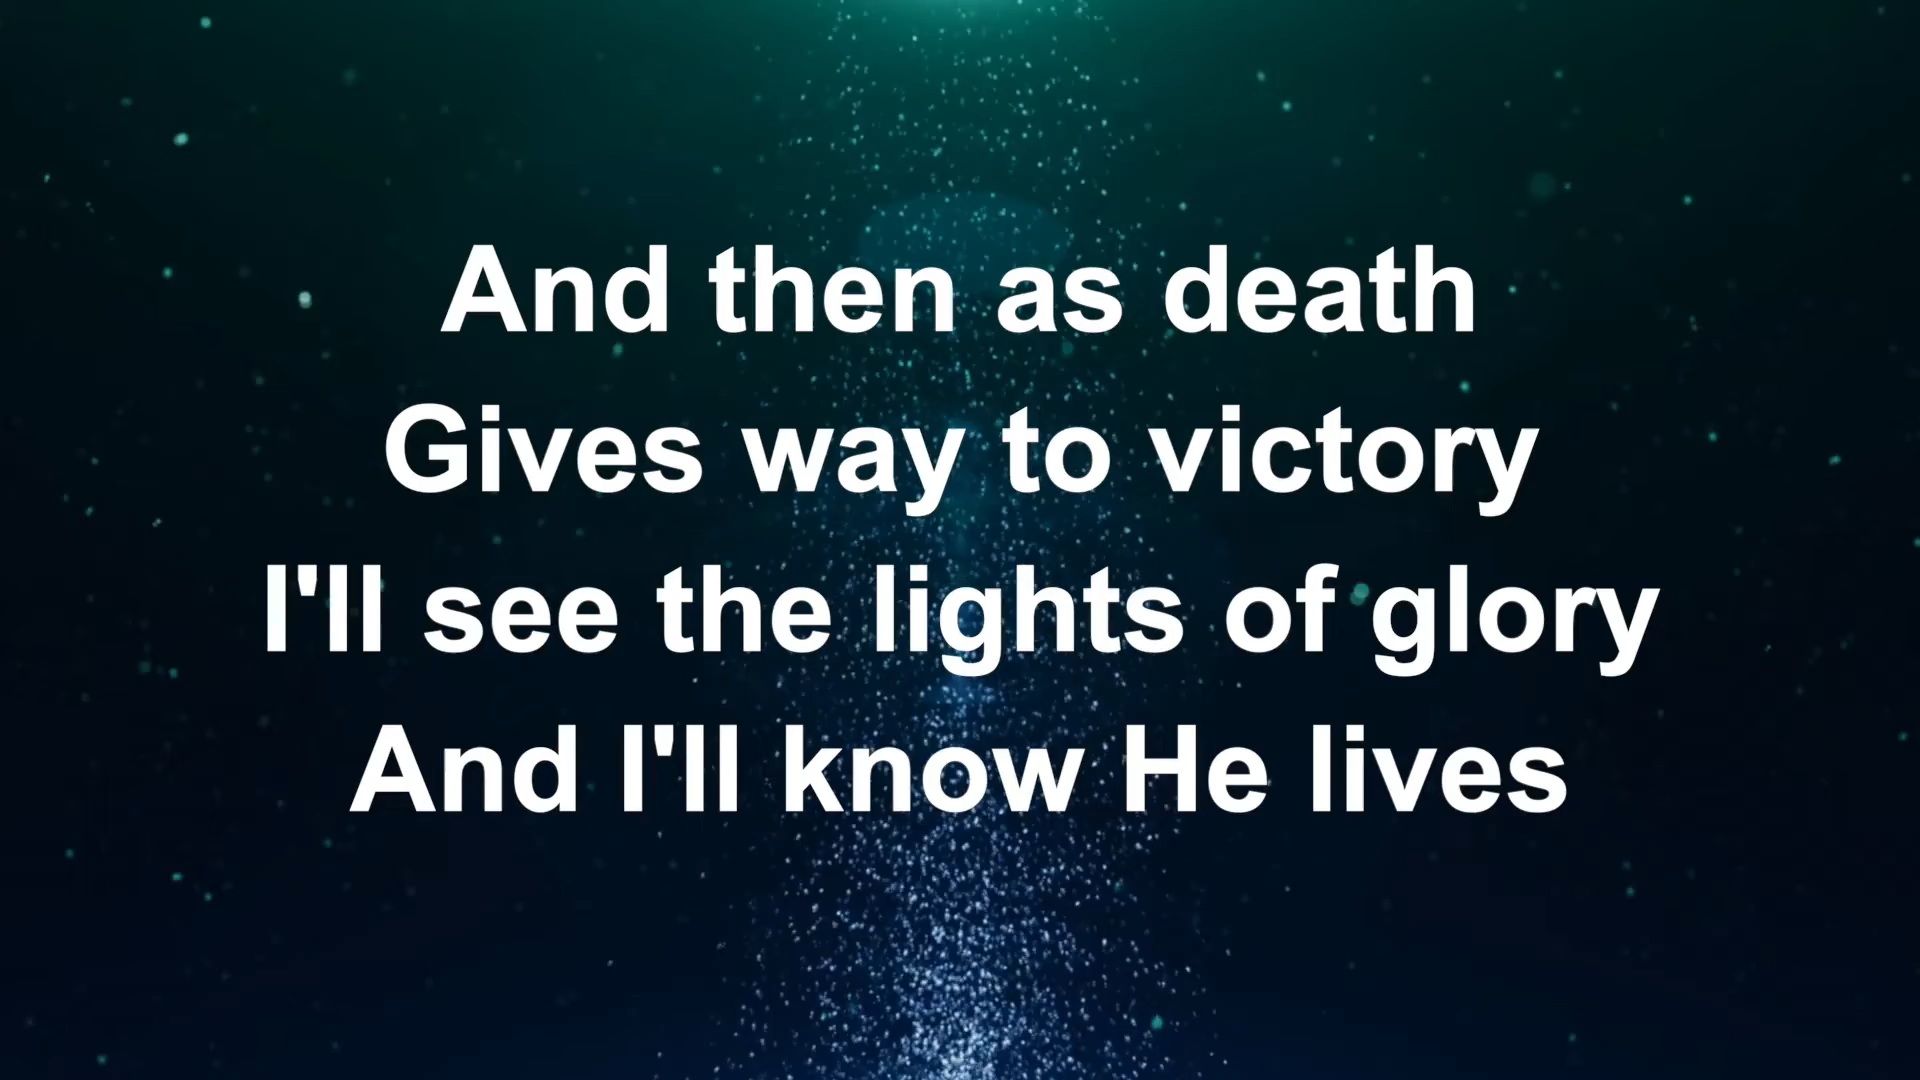 And then as death
Gives way to victory
I'll see the lights of glory
And I'll know He lives